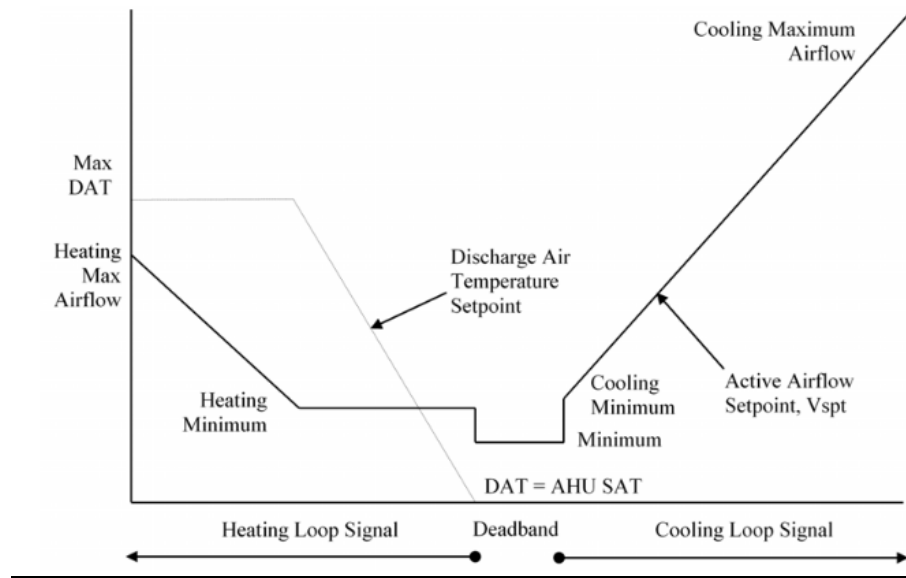 Cooling Maximum
Airflow
Max
DAT
Heating
Max
Airflow
Discharge Air
Temperature
Setpoint
Heating
Minimum
Cooling
Minimum
Active Airflow
Setpoint, Vspt
Minimum
DAT = AHU SAT
Heating Loop Signal
Deadband
Cooling Loop Signal